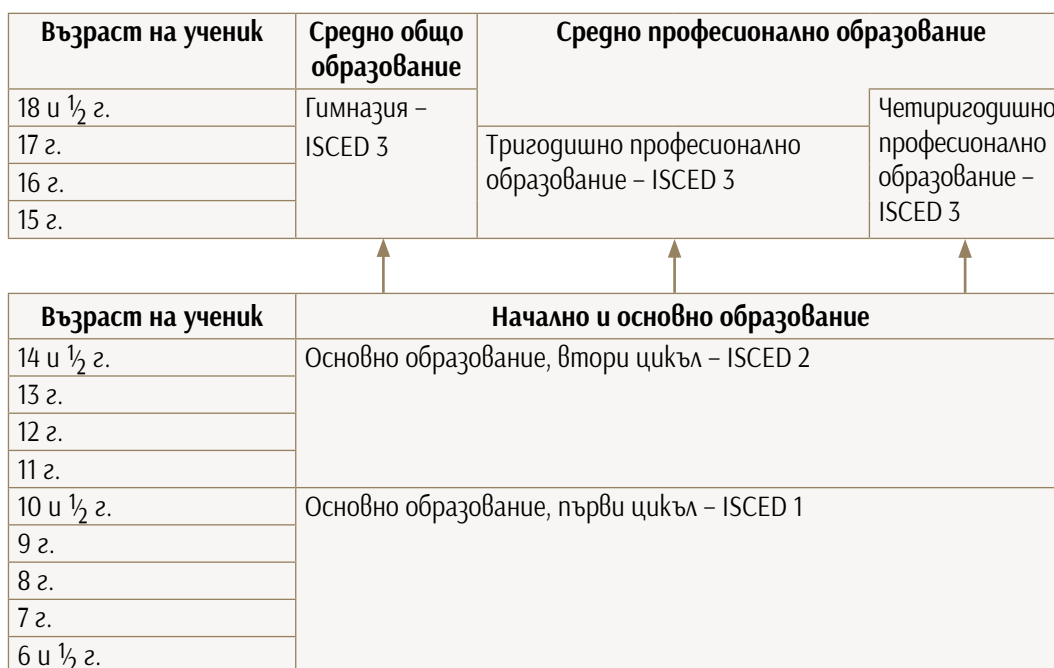 Възраст на ученик
Средно общо
образование
Средно професионално образование
18 и ½ г.
17 г.
16 г.
15 г.
Гимназия –
ISCED 3
Тригодишно професионално
образование – ISCED 3
Четиригодишно
професионално
образование –
ISCED 3
Възраст на ученик
Начално и основно образование
14 и ½ г.
Основно образование, втори цикъл – ISCED 2
13 г.
12 г.
11 г.
10 и ½ г.
Основно образование, първи цикъл – ISCED 1
9 г.
8 г.
7 г.
6 и ½ г.